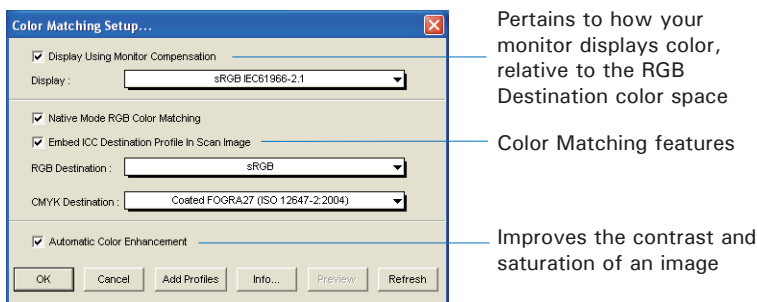 Color Matching Setup...
Display Using Monitor Compensation
Display :
sRGB IEC61966-2.1
Pertains to how your
monitor displays color,
relative to the RGB
Destination color space
Native Mode RGB Color Matching
Embed ICC Destination Profile In Scan Image
Color Matching features
RGB Destination :
sRGB
CMYK Destination :
Coated FOGRA27 (ISO 12647-2:2004)
Automatic Color Enhancement
Improves the contrast and
saturation of an image
OK Cancel Add Profiles Info... Preview Refresh